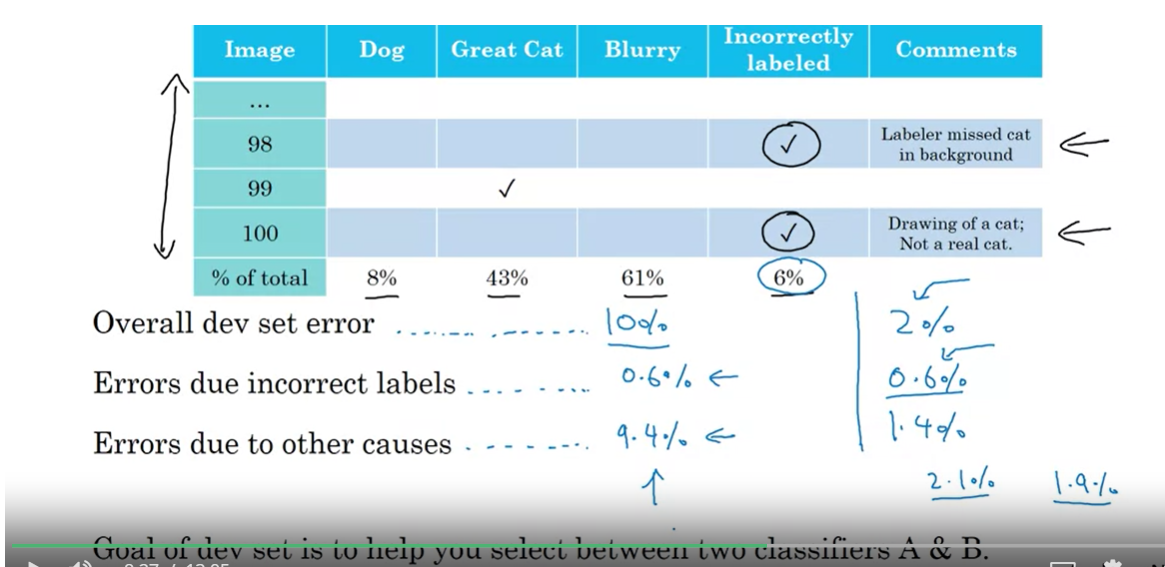 Image Dog Great Cat Blurry Incorrectly labeled Comments
...
98 ✓ Labeler missed cat in background
99 ✓
100 ✓ Drawing of a cat; Not a real cat.
% of total 8% 43% 61% 6%
Overall dev set error 10% 2%
Errors due incorrect labels 0.6% 0.6%
Errors due to other causes 9.4% 1.4%
2.1% 1.9%
Goal of dev set is to help you select between two classifiers A & B.